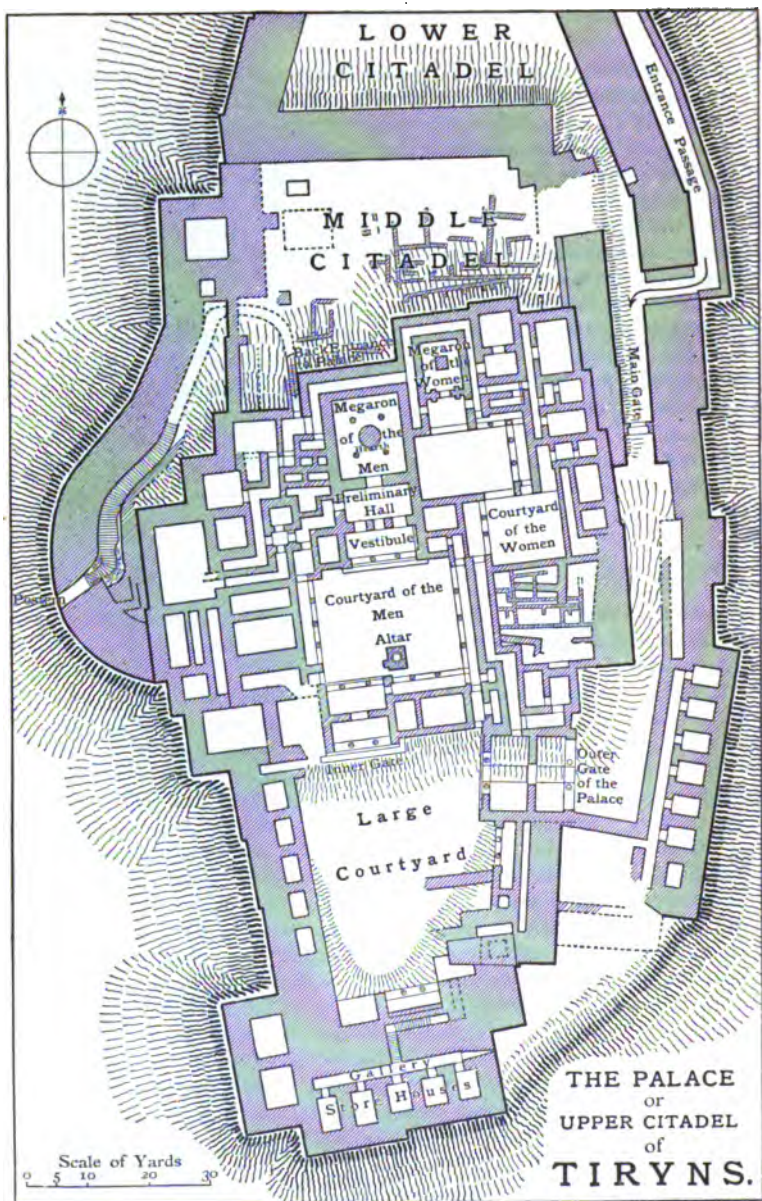 LOWER
CITADEL
Entrance Passage
MIDDLE
CITADEL
Back Entrance
Megaron
of the
Women
Main Gate
Megaron
of the
Men
Preliminary
Hall
Vestibule
Courtyard
of the
Women
Courtyard of the
Men
Altar
Inner Gate
Outer
Gate
of the
Palace
Large
Courtyard
Gallery
Store Houses
Scale of Yards
0 5 10 20 30
THE PALACE
or
UPPER CITADEL
of
TIRYNS.